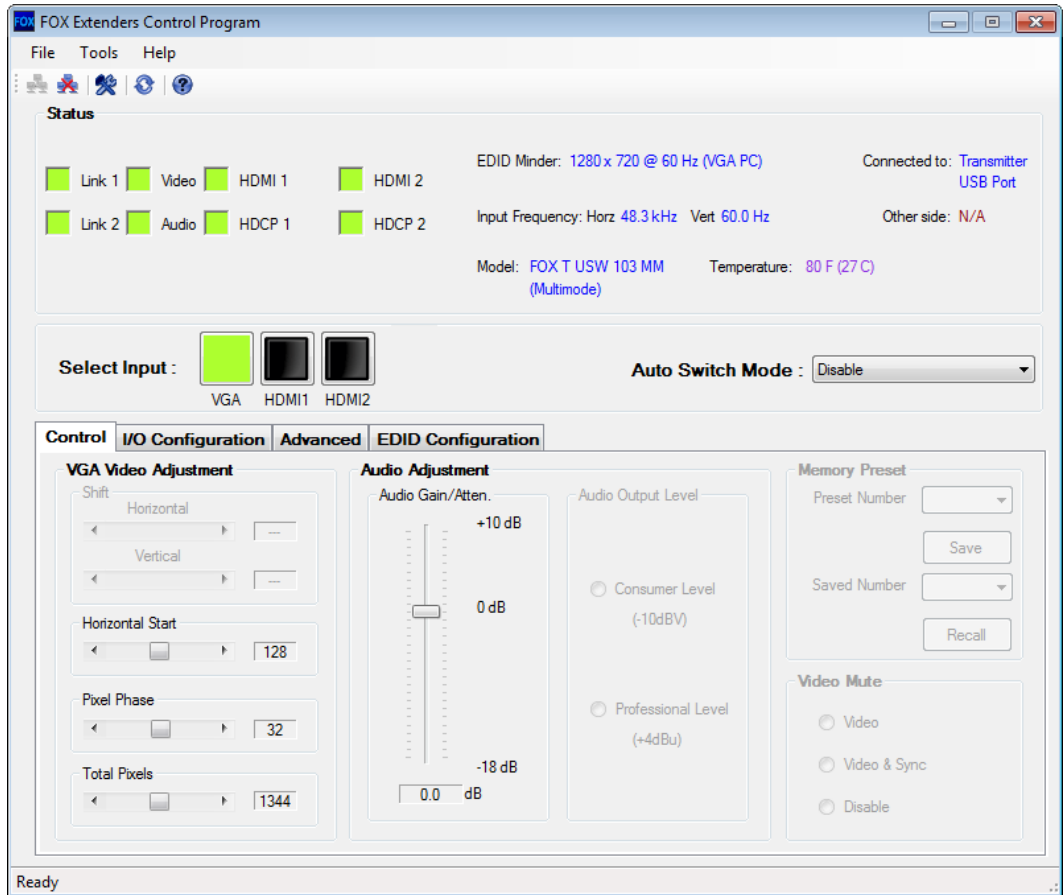 FOX FOX Extenders Control Program
File Tools Help
Status
Link 1 Video HDMI 1 HDMI 2
Link 2 Audio HDCP 1 HDCP 2
EDID Minder: 1280 x 720 @ 60 Hz (VGA PC)
Connected to: Transmitter
USB Port
Input Frequency: Horz 48.3 kHz Vert 60.0 Hz
Other side: N/A
Model: FOX T USW 103 MM
(Multimode)
Temperature: 80 F (27 C)
Select Input :
VGA HDMI1 HDMI2
Auto Switch Mode : Disable
Control I/O Configuration Advanced EDID Configuration
VGA Video Adjustment
Shift
Horizontal
---
Vertical
---
Horizontal Start
128
Pixel Phase
32
Total Pixels
1344
Audio Adjustment
Audio Gain/Atten.
+10 dB
0 dB
-18 dB
0.0 dB
Audio Output Level
Consumer Level
(-10dBV)
Professional Level
(+4dBu)
Memory Preset
Preset Number
Save
Saved Number
Recall
Video Mute
Video
Video & Sync
Disable
Ready